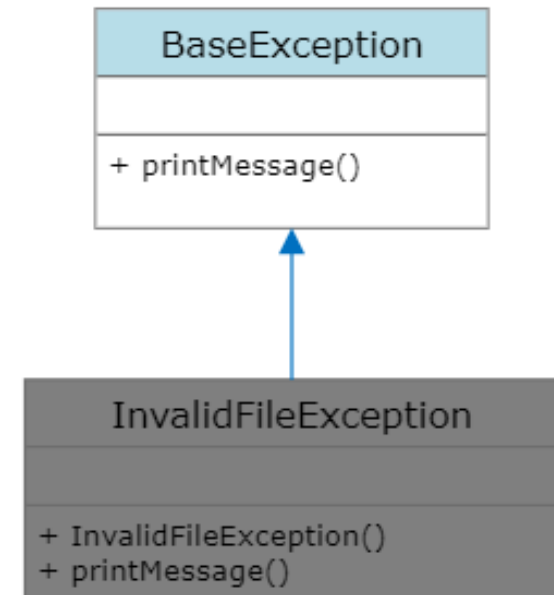 BaseException
+ printMessage()
InvalidFileException
+ InvalidFileException()
+ printMessage()